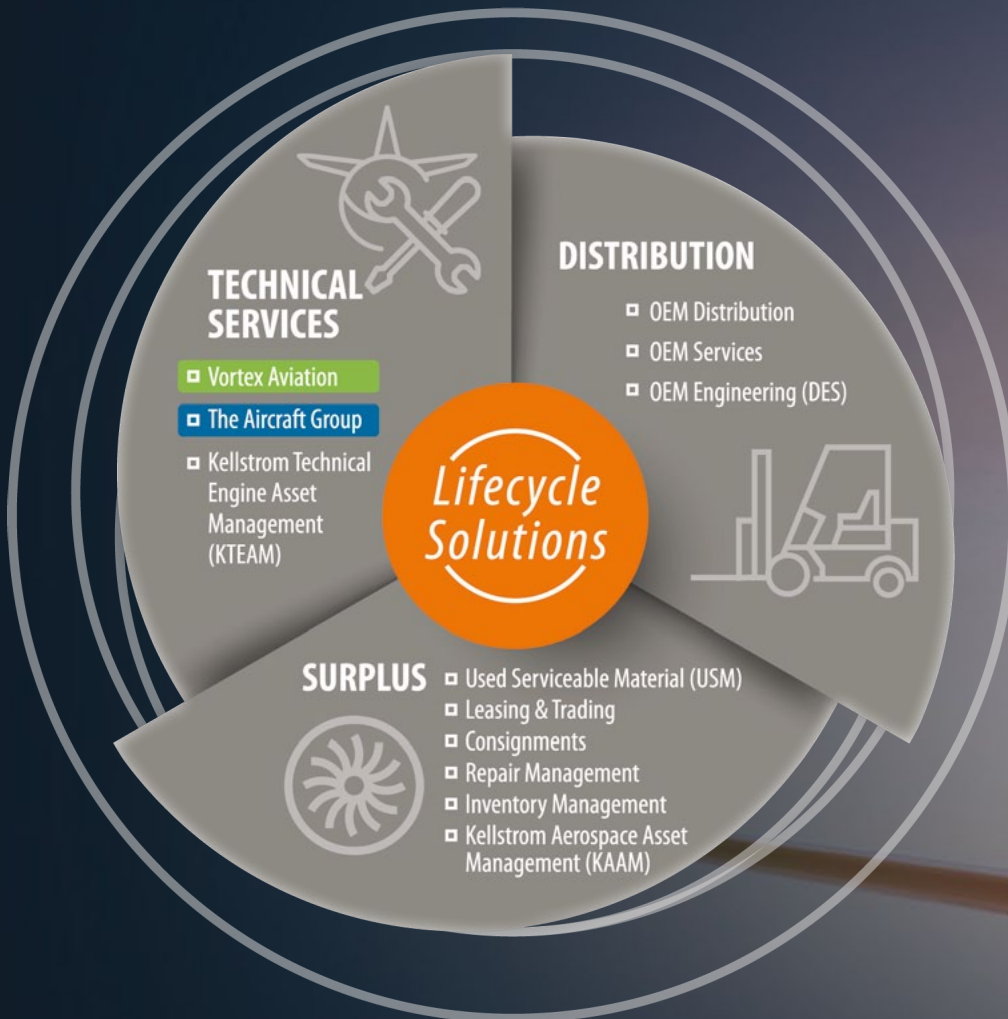 TECHNICAL
SERVICES
Vortex Aviation
The Aircraft Group
Kellstrom Technical
Engine Asset
Management
(KTEAM)
DISTRIBUTION
OEM Distribution
OEM Services
OEM Engineering (DES)
Lifecycle
Solutions
SURPLUS
Used Serviceable Material (USM)
Leasing & Trading
Consignments
Repair Management
Inventory Management
Kellstrom Aerospace Asset
Management (KAAM)